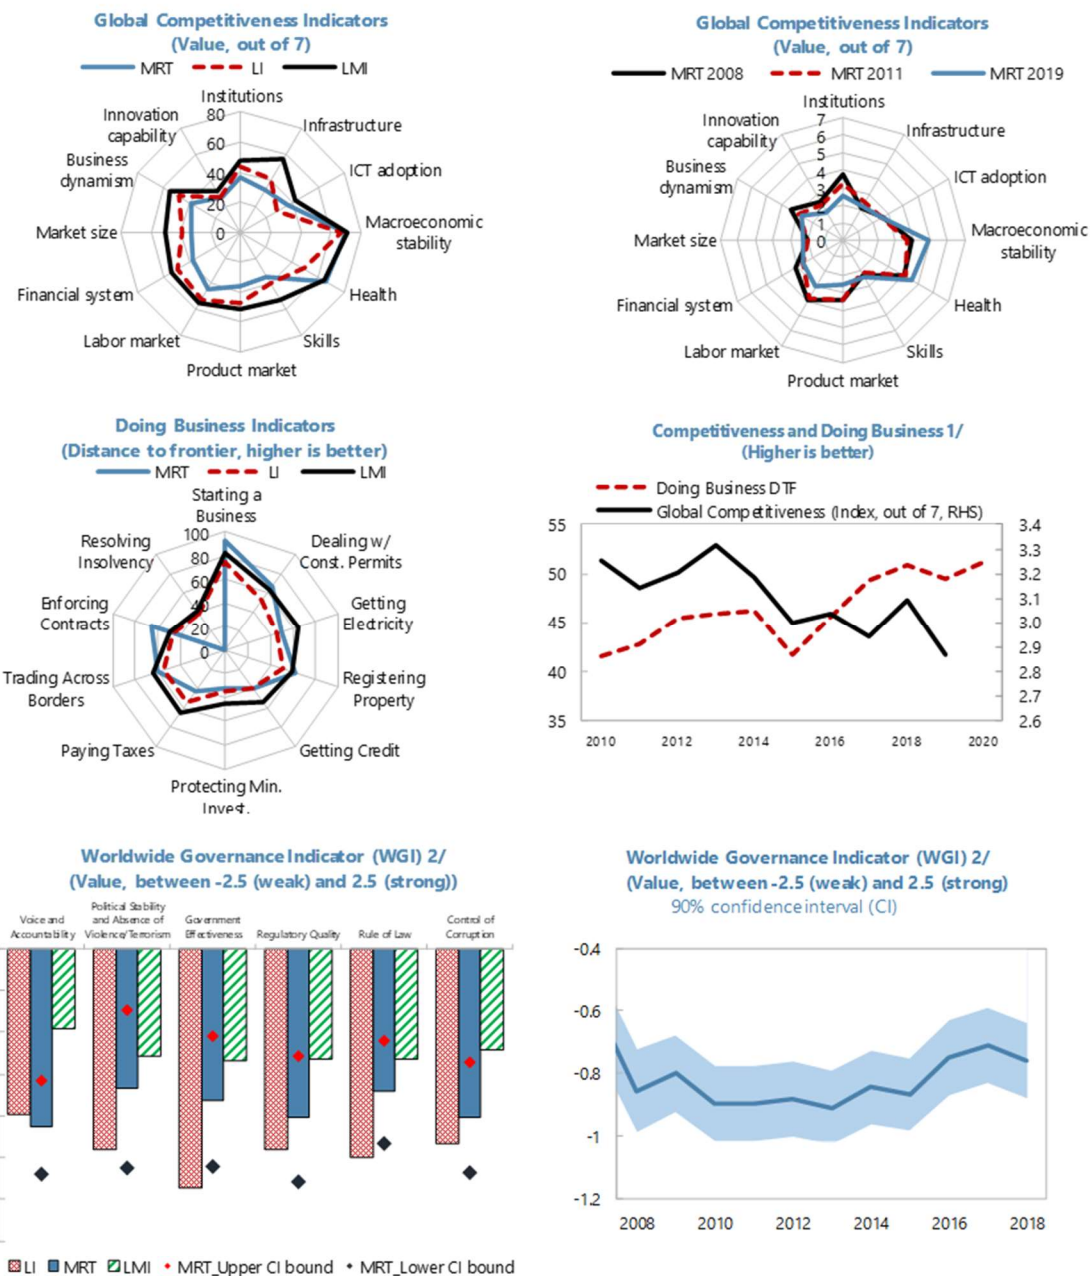 Global Competitiveness Indicators
(Value, out of 7)
MRT LI LMI
Institutions
Infrastructure
ICT adoption
Macroeconomic
stability
Health
Skills
Product market
Labor market
Financial system
Market size
Business
dynamism
Innovation
capability
80
60
40
20
0
Global Competitiveness Indicators
(Value, out of 7)
MRT 2008 MRT 2011 MRT 2019
Institutions
Infrastructure
ICT adoption
Macroeconomic
stability
Health
Skills
Product market
Labor market
Financial system
Market size
Business
dynamism
Innovation
capability
7
6
5
4
3
2
1
0
Doing Business Indicators
(Distance to frontier, higher is better)
MRT LI LMI
Starting a
Business
Dealing w/
Const. Permits
Getting
Electricity
Registering
Property
Getting Credit
Protecting Min.
Invest.
Paying Taxes
Trading Across
Borders
Enforcing
Contracts
Resolving
Insolvency
100
80
60
40
20
0
Competitiveness and Doing Business 1/
(Higher is better)
Doing Business DTF
Global Competitiveness (Index, out of 7, RHS)
55
50
45
40
35
3.4
3.3
3.2
3.1
3.0
2.9
2.8
2.7
2.6
2010 2012 2014 2016 2018 2020
Worldwide Governance Indicator (WGI) 2/
(Value, between -2.5 (weak) and 2.5 (strong))
Voice and
Accountability
Political Stability
and Absence of
Violence/Terrorism
Government
Effectiveness
Regulatory Quality
Rule of Law
Control of
Corruption
LI MRT LMI MRT_Upper CI bound MRT_Lower CI bound
Worldwide Governance Indicator (WGI) 2/
(Value, between -2.5 (weak) and 2.5 (strong)
90% confidence interval (CI)
-0.4
-0.6
-0.8
-1
-1.2
2008 2010 2012 2014 2016 2018